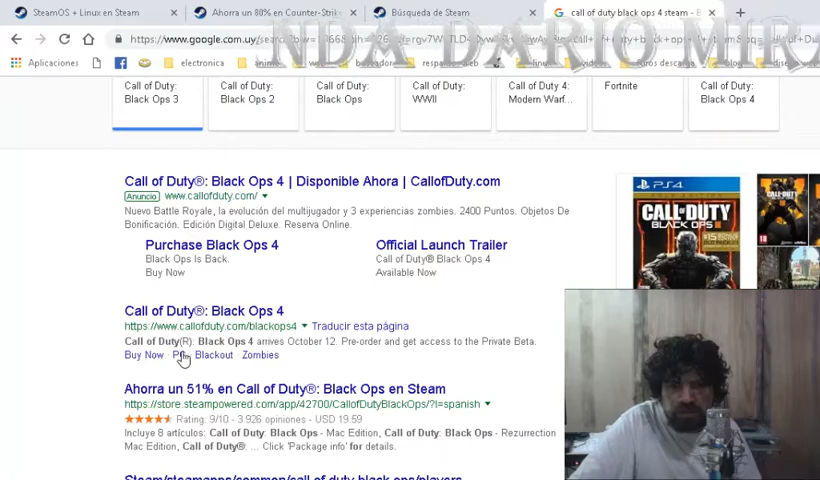 SteamOS + Linux en Steam
Ahorra un 80% en Counter-Strik
Búsqueda de Steam
call of duty black ops 4 steam - B
https://www.google.com.uy/
NDA DARIO MIR
Aplicaciones
electronica
Call of Duty: Black Ops 3
Call of Duty: Black Ops 2
Call of Duty: Black Ops
Call of Duty: WWII
Call of Duty 4: Modern Warf...
Fortnite
Call of Duty: Black Ops 4
Call of Duty®: Black Ops 4 | Disponible Ahora | CallofDuty.com
Anuncio www.callofduty.com/
Nuevo Battle Royale, la evolución del multijugador y 3 experiencias zombies. 2400 Puntos. Objetos De
Bonificación. Edición Digital Deluxe. Reserva Online.
Purchase Black Ops 4
Black Ops Is Back.
Buy Now
Official Launch Trailer
Call of Duty® Black Ops 4
Available Now
Call of Duty®: Black Ops 4
https://www.callofduty.com/blackops4 Traducir esta página
Call of Duty(R): Black Ops 4 arrives October 12. Pre-order and get access to the Private Beta.
Buy Now · Blackout · Zombies
Ahorra un 51% en Call of Duty®: Black Ops en Steam
https://store.steampowered.com/app/42700/CallofDutyBlackOps/?l=spanish
Rating: 9/10 - 3.926 opiniones - USD 19.59
Incluye 8 artículos: Call of Duty: Black Ops - Mac Edition, Call of Duty: Black Ops - Rezurrection
Mac Edition, Call of Duty®: ... Click 'Package info' for details.
Steam/steamapps/common/call of duty black ops/players
PS4
CALL OF DUTY
BLACK OPS
18